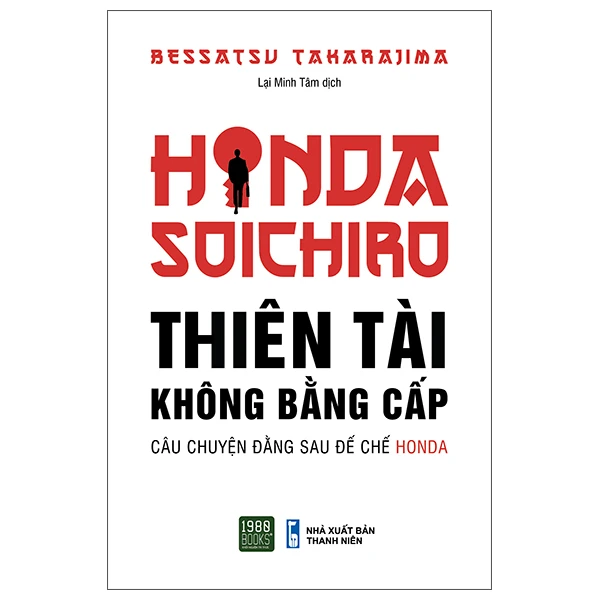 BESSATSU TAKARAJIMA
Lại Minh Tâm dịch
HONDA
SOICHIRO
THIÊN TÀI
KHÔNG BẰNG CẤP
CÂU CHUYỆN ĐẰNG SAU ĐẾ CHẾ HONDA
1980
BOOKS
NHÀ XUẤT BẢN
THANH NIÊN